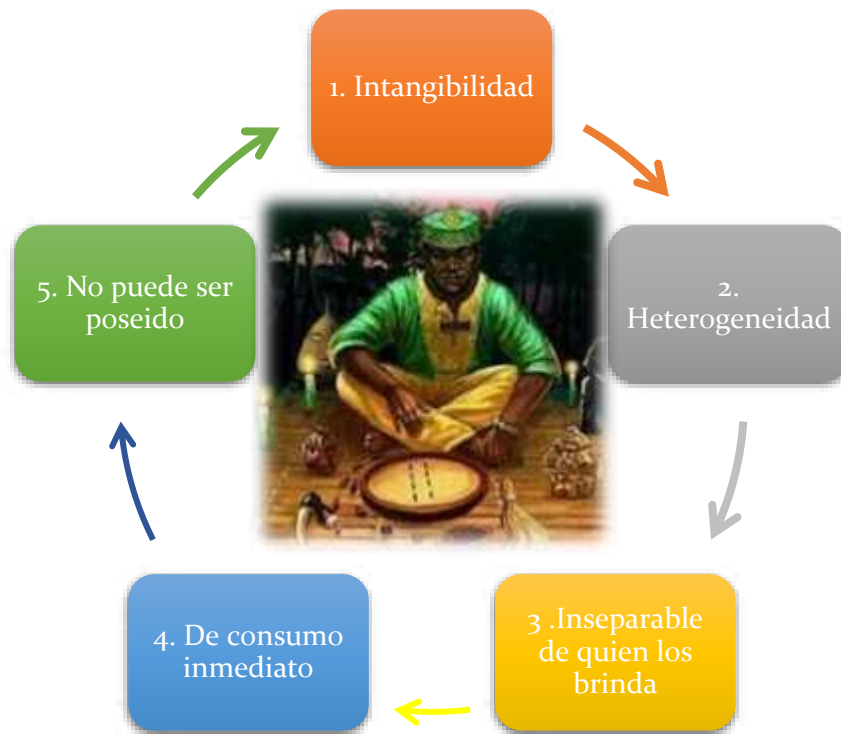 1. Intangibilidad
2.
Heterogeneidad
3 .Inseparable
de quien los
brinda
4. De consumo
inmediato
5. No puede ser
poseido